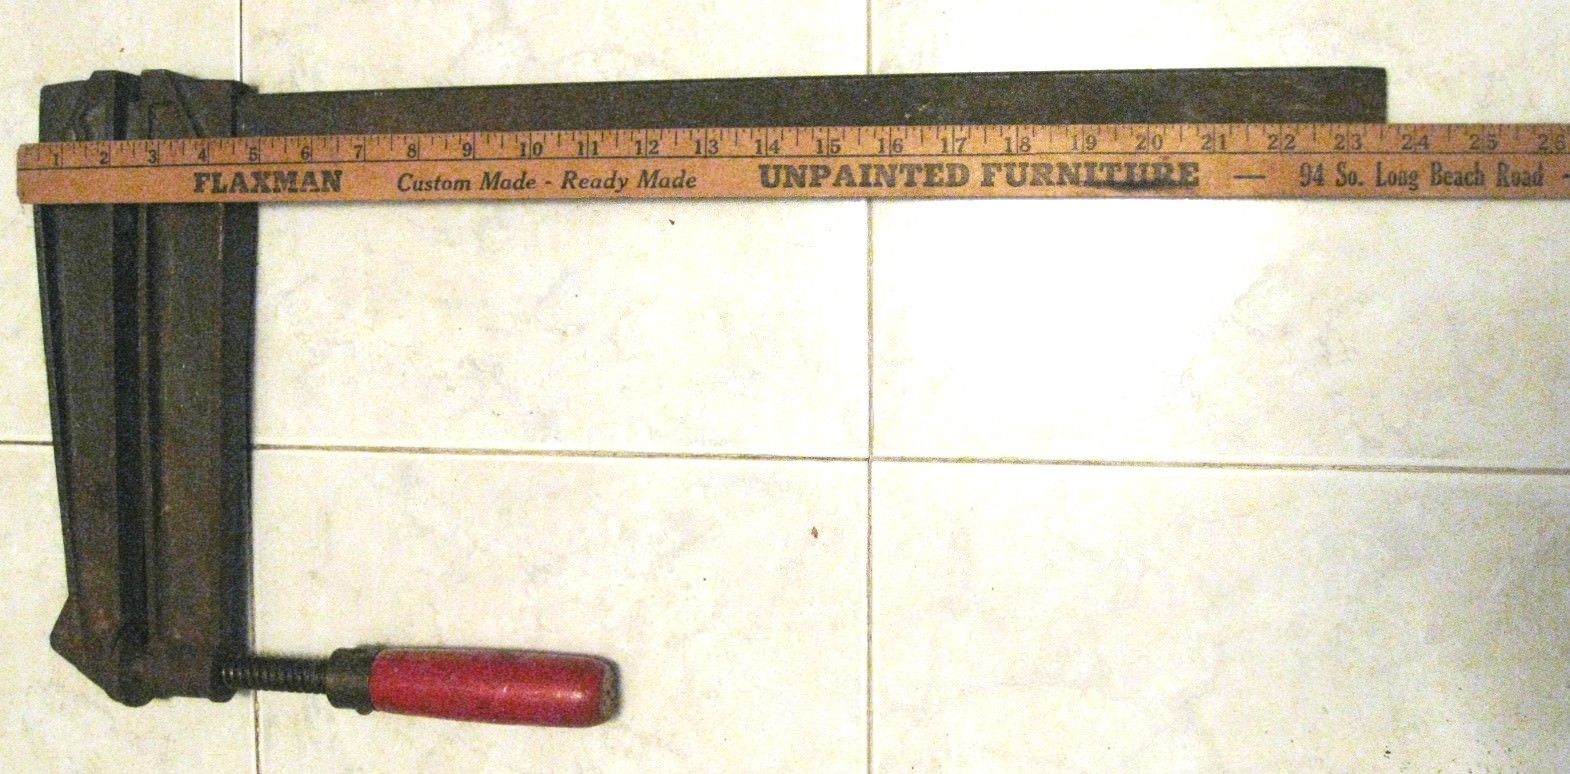 1 2 3 4 5 6 7 8 9 10 11 12 13 14 15 16 17 18 19 20 21 22 23 24 25 26
FLAXMAN Custom Made - Ready Made UNPAINTED FURNITURE — 94 So. Long Beach Road -